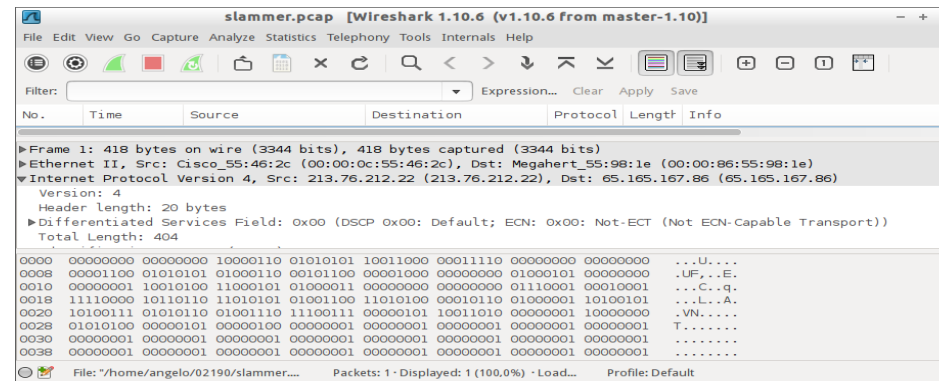 slammer.pcap [Wireshark 1.10.6 (v1.10.6 from master-1.10)]
File Edit View Go Capture Analyze Statistics Telephony Tools Internals Help
Filter: Expression... Clear Apply Save
No. Time Source Destination Protocol Length Info
Frame 1: 418 bytes on wire (3344 bits), 418 bytes captured (3344 bits)
Ethernet II, Src: Cisco_55:46:2c (00:00:0c:55:46:2c), Dst: Megahert_55:98:1e (00:00:86:55:98:1e)
Internet Protocol Version 4, Src: 213.76.212.22 (213.76.212.22), Dst: 65.165.167.86 (65.165.167.86)
Version: 4
Header length: 20 bytes
Differentiated Services Field: 0x00 (DSCP 0x00: Default; ECN: 0x00: Not-ECT (Not ECN-Capable Transport))
Total Length: 404
0000 00000000 00000000 10000110 01010101 10011000 00011110 00000000 00000000 ...U....
0008 00001100 01010101 01000110 00101100 00001000 00000000 01000101 00000000 .UF,..E.
0010 00000001 10010100 11000101 01000011 00000000 00000000 01110001 00010001 ...C..q.
0018 11110000 10110110 11010101 01001100 11010100 00010110 01000001 10100101 ...L..A.
0020 10100111 01010110 01001110 11100111 00000101 10011010 00000001 10000000 .VN.....
0028 01010100 00000101 00000100 00000001 00000001 00000001 00000001 00000001 T.......
0030 00000001 00000001 00000001 00000001 00000001 00000001 00000001 00000001 ........
0038 00000001 00000001 00000001 00000001 00000001 00000001 00000001 00000001 ........
File: "/home/angelo/02190/slammer.... Packets: 1 · Displayed: 1 (100,0%) · Load... Profile: Default